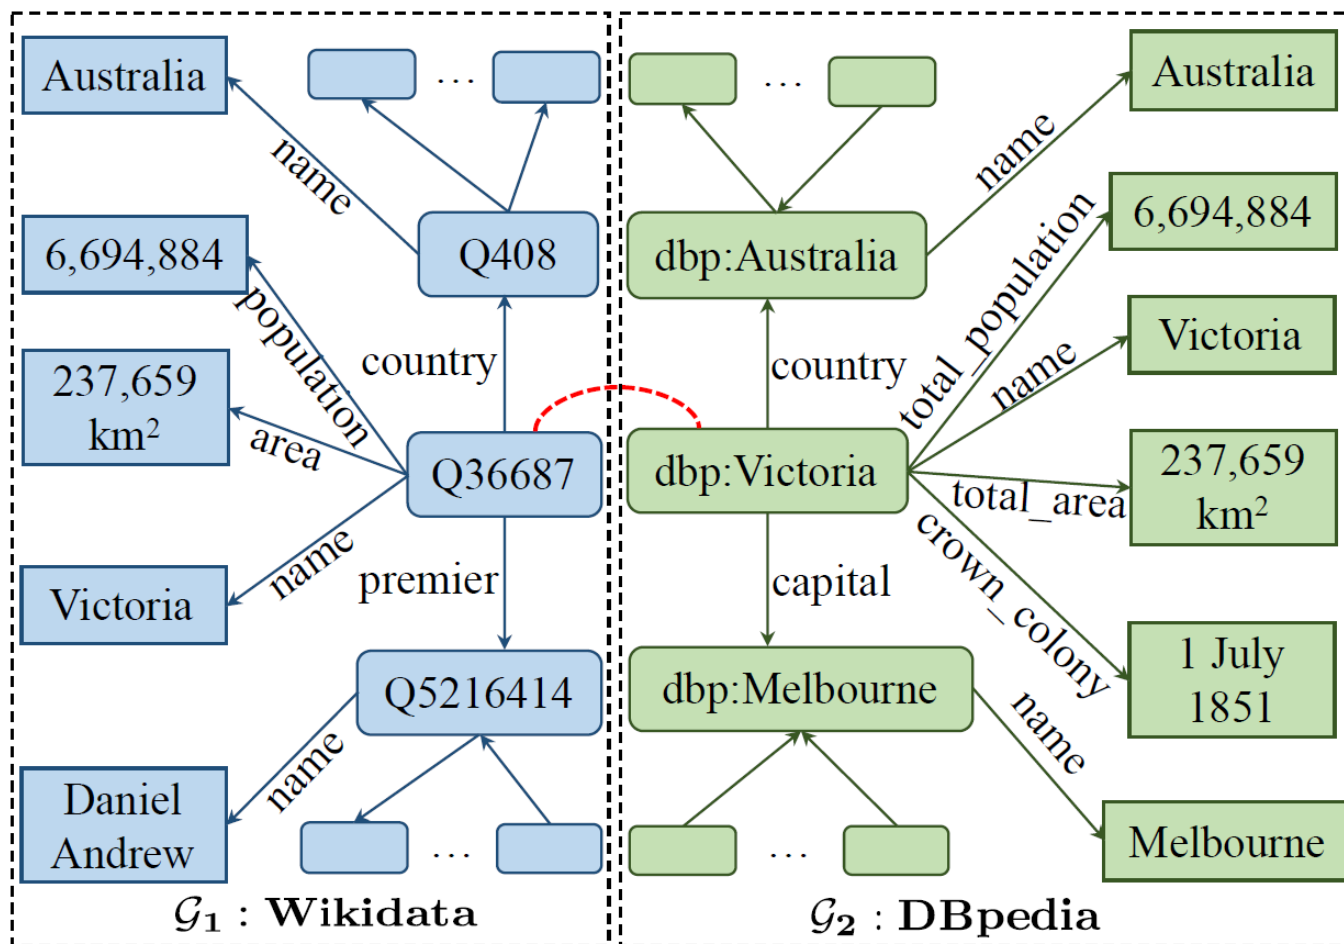 Australia
…
name
Q408
6,694,884
population
country
237,659
km²
area
Q36687
name
premier
Victoria
Q5216414
name
Daniel
Andrew
…
𝒢₁ : Wikidata
…
Australia
name
dbp:Australia
total_population
6,694,884
country
name
Victoria
dbp:Victoria
total_area
237,659
km²
capital
crown_colony
dbp:Melbourne
1 July
1851
name
…
Melbourne
𝒢₂ : DBpedia